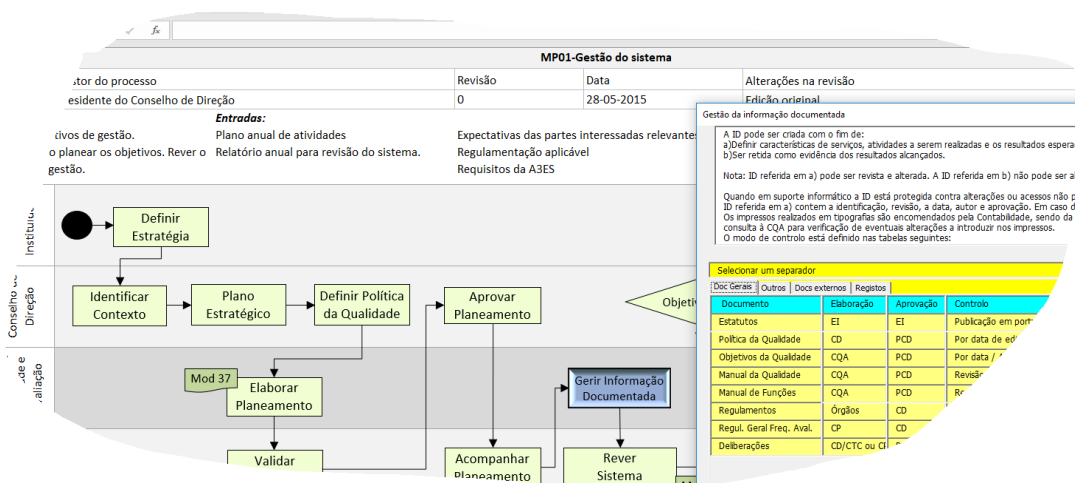 fx
MP01-Gestão do sistema
do processo
Revisão
Data
Alterações na revisão
do Conselho de Direção
0
28-05-2015
Edição original
Entradas:
de gestão.
Plano anual de atividades
Expectativas das partes interessadas relevantes
o planear os objetivos. Rever o
Relatório anual para revisão do sistema.
Regulamentação aplicável
gestão.
Requisitos da A3ES
Definir
Estratégia
Conselho
Direção
Identificar
Contexto
Plano
Estratégico
Definir Política
da Qualidade
Aprovar
Planeamento
Mod 37
Elaborar
Planeamento
Gerir Informação
Documentada
Validar
Acompanhar
Planeamento
Rever
Sistema
Gestão da informação documentada
A ID pode ser criada com o fim de:
a)Definir características de serviços, atividades a serem realizadas e os resultados
b)Ser retida como evidência dos resultados alcançados.
Nota: ID referida em a) pode ser revista e alterada. A ID referida em b) não pode ser
Quando em suporte informático a ID está protegida contra alterações ou acessos não
ID referida em a) contem a identificação, revisão, a data, autor e aprovação. Em caso
Os impressos realizados em tipografias são encomendados pela Contabilidade, sendo da
consulta à CQA para verificação de eventuais alterações a introduzir nos impressos.
O modo de controlo está definido nas tabelas seguintes:
Selecionar um separador
Doc Gerais Outros Docs externos Registos
Documento Elaboração Aprovação Controlo
Estatutos EI EI Publicação em
Política da Qualidade CD PCD Por data de
Objetivos da Qualidade CQA PCD Por data /
Manual da Qualidade CQA PCD
Manual de Funções CQA PCD
Regulamentos Órgãos CD
Regul. Geral Freq. Aval. CP CD
Deliberações CD/CTC ou